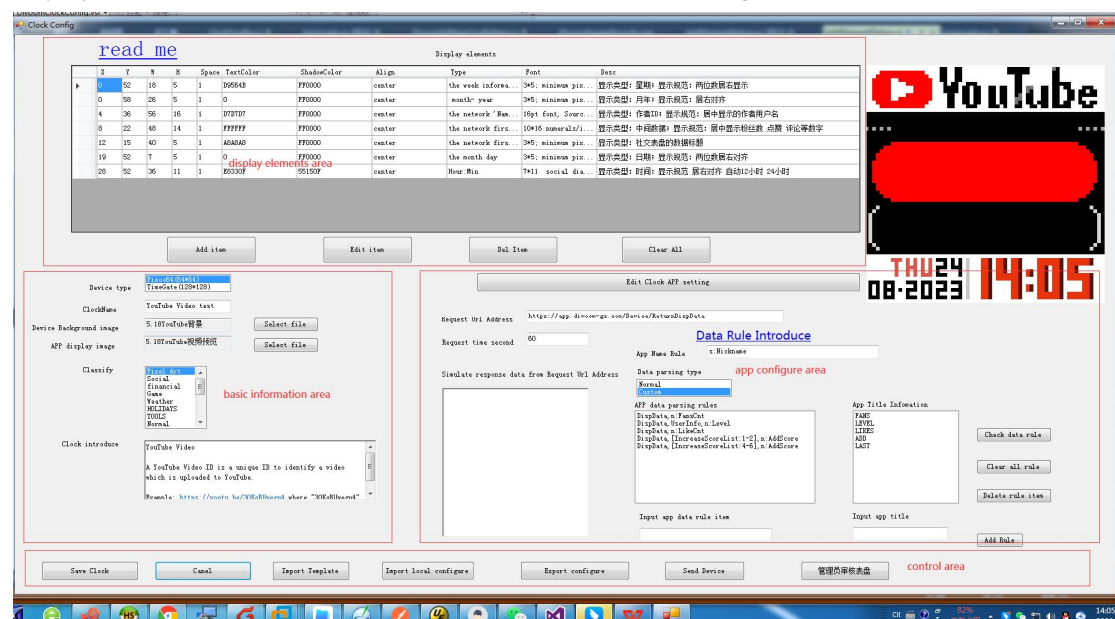 Clock Config
read me
Display elements
X Y W H Space TextColor ShadowColor Align Type Font Desc
0 52 18 5 1 D9564B FF0000 center the week informa... 3*5; minimum pix... 显示类型: 星期; 显示规范: 两位数居右显示
0 58 26 5 1 0 FF0000 center month- year 3*5; minimum pix... 显示类型: 月年; 显示规范: 居右对齐
4 36 56 16 1 D7D7D7 FF0000 center the network 'Nam... 16pt font, Sourc... 显示类型: 作者ID; 显示规范: 居中显示的作者用户名
8 22 48 14 1 FFFFFF FF0000 center the network firs... 10*16 numerals/i... 显示类型: 中间数据; 显示规范: 居中显示粉丝数 点赞 评论等数字
12 15 40 5 1 A8A8A8 FF0000 center the network firs... 3*5; minimum pix... 显示类型: 社交表盘的数据标题
19 52 7 5 1 0 FF0000 center the month day 3*5; minimum pix... 显示类型: 日期; 显示规范: 两位数居右对齐
28 52 36 11 1 E8330F 55150F center Hour:Min 7*11 social dia... 显示类型: 时间; 显示规范 居右对齐 自动12小时 24小时
display elements area
Add item Edit item Del Item Clear All
YouTube
THU 24
08-2023 14:05
Device type
Pixoo64(64*64)
TimeGate(128*128)
ClockName YouTube Video text
Device Background image 5.18YouTube背景 Select file
APP display image 5.18YouTube视频预览 Select file
Classify
Pixel Art
Social
financial
Game
Weather
HOLIDAYS
TOOLS
Normal
basic information area
Clock introduce
YouTube Video
A YouTube Video ID is a unique ID to identify a video
which is uploaded to YouTube.
Edit Clock APP setting
Request Url Address https://app.divoom-gz.com/Device/ReturnDispData
Request time second 60
Data Rule Introduce
App Name Rule s:Nickname
Simulate response data from Request Url Address
Data parsing type
Normal
Custom
app configure area
APP data parsing rules
DispData,n:FansCnt
DispData,UserInfo,n:Level
DispData,n:LikeCnt
DispData,[IncreaseScoreList:1-2],n:AddScore
DispData,[IncreaseScoreList:4-6],n:AddScore
App Title Infomation
FANS
LEVEL
LIKES
ADD
LAST
Check data rule
Clear all rule
Delete rule item
Input app data rule item
Input app title
Add Rule
Save Clock Canel Import Template Import local configure Export configure Send Device 管理员审核表盘
control area
CH 82% 14:05